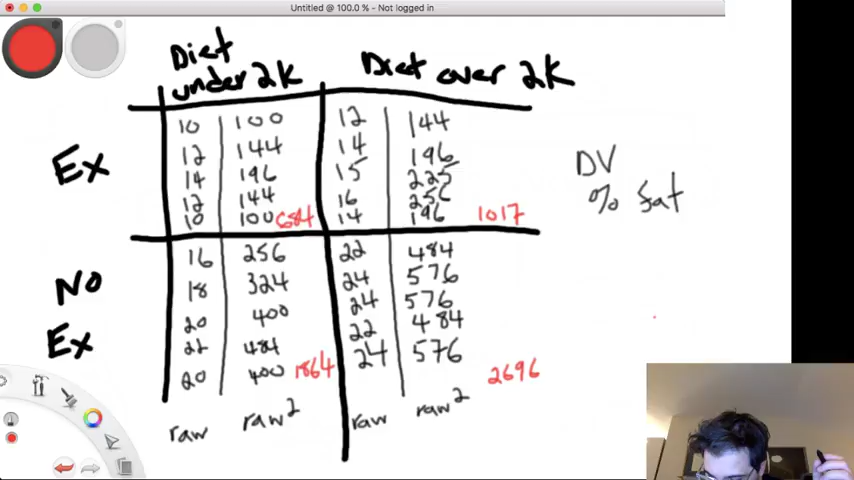 Untitled @ 100.0 % - Not logged in
Diet under 2K
Diet over 2K
Ex
10 100 12 144
12 144 14 196
14 196 15 225
12 144 16 256
10 100 684 14 196 1017
DV
% fat
No Ex
16 256 22 484
18 324 24 576
20 400 24 576
22 484 22 484
20 400 1864 24 576 2696
raw raw2 raw raw2